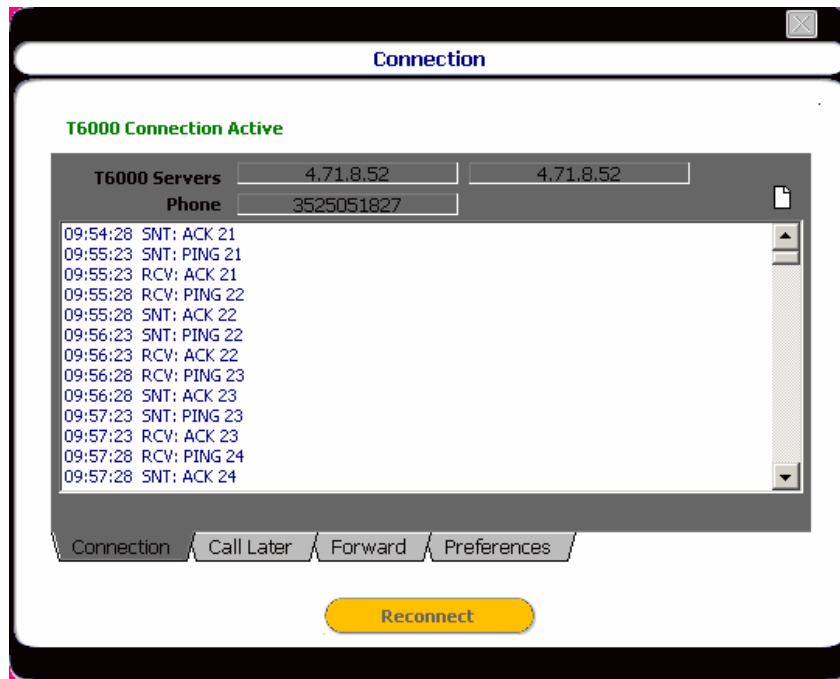 Connection
T6000 Connection Active
T6000 Servers 4.71.8.52 4.71.8.52
Phone 3525051827
09:54:28 SNT: ACK 21
09:55:23 SNT: PING 21
09:55:23 RCV: ACK 21
09:55:28 RCV: PING 22
09:55:28 SNT: ACK 22
09:56:23 SNT: PING 22
09:56:23 RCV: ACK 22
09:56:28 RCV: PING 23
09:56:28 SNT: ACK 23
09:57:23 SNT: PING 23
09:57:23 RCV: ACK 23
09:57:28 RCV: PING 24
09:57:28 SNT: ACK 24
Connection Call Later Forward Preferences
Reconnect